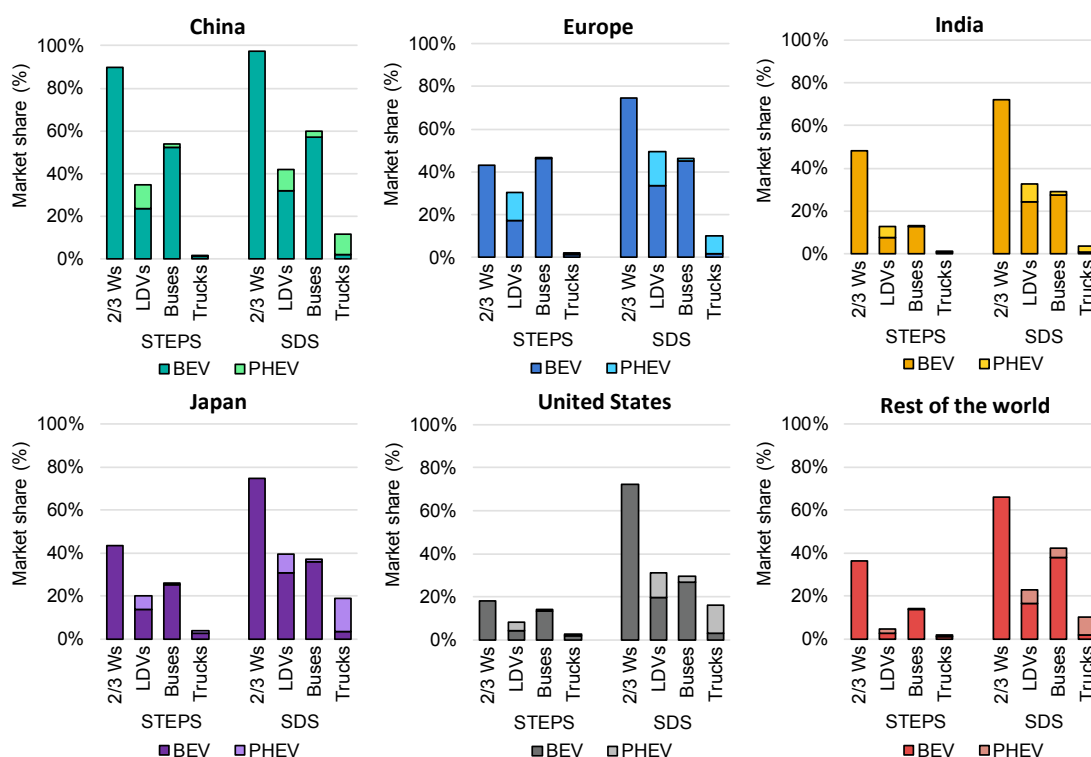 China
Market share (%)
100%
80%
60%
40%
20%
0%
2/3 Ws
LDVs
Buses
Trucks
2/3 Ws
LDVs
Buses
Trucks
STEPS
SDS
BEV
PHEV
Europe
Market share (%)
100%
80%
60%
40%
20%
0%
2/3 Ws
LDVs
Buses
Trucks
2/3 Ws
LDVs
Buses
Trucks
STEPS
SDS
BEV
PHEV
India
Market share (%)
100%
80%
60%
40%
20%
0%
2/3 Ws
LDVs
Buses
Trucks
2/3 Ws
LDVs
Buses
Trucks
STEPS
SDS
BEV
PHEV
Japan
Market share (%)
100%
80%
60%
40%
20%
0%
2/3 Ws
LDVs
Buses
Trucks
2/3 Ws
LDVs
Buses
Trucks
STEPS
SDS
BEV
PHEV
United States
Market share (%)
100%
80%
60%
40%
20%
0%
2/3 Ws
LDVs
Buses
Trucks
2/3 Ws
LDVs
Buses
Trucks
STEPS
SDS
BEV
PHEV
Rest of the world
Market share (%)
100%
80%
60%
40%
20%
0%
2/3 Ws
LDVs
Buses
Trucks
2/3 Ws
LDVs
Buses
Trucks
STEPS
SDS
BEV
PHEV